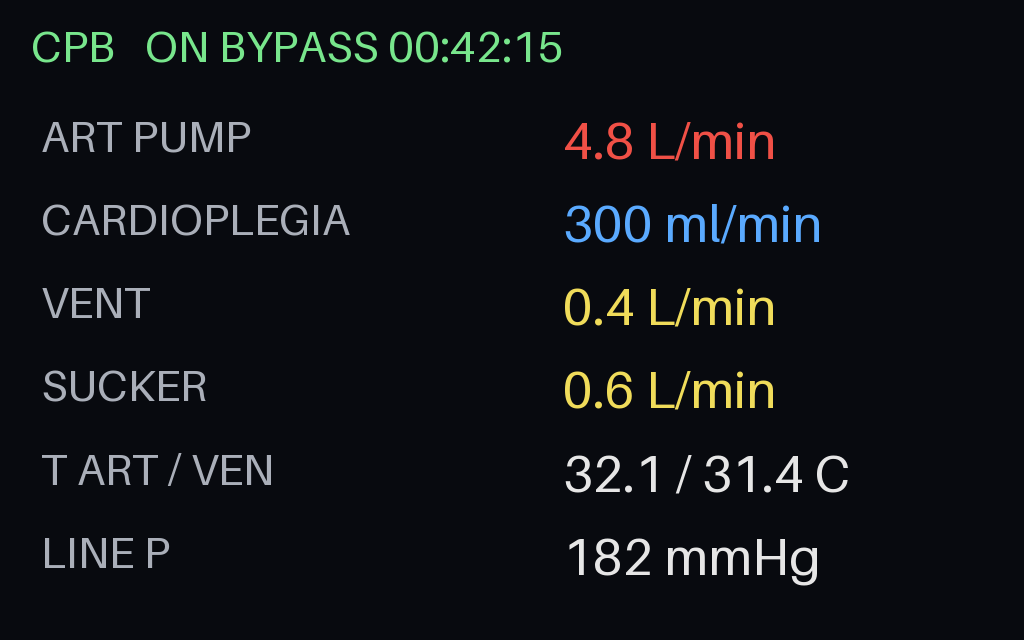 CPB ON BYPASS 00:42:15
ART PUMP 4.8 L/min
CARDIOPLEGIA 300 ml/min
VENT 0.4 L/min
SUCKER 0.6 L/min
T ART / VEN 32.1 / 31.4 C
LINE P 182 mmHg